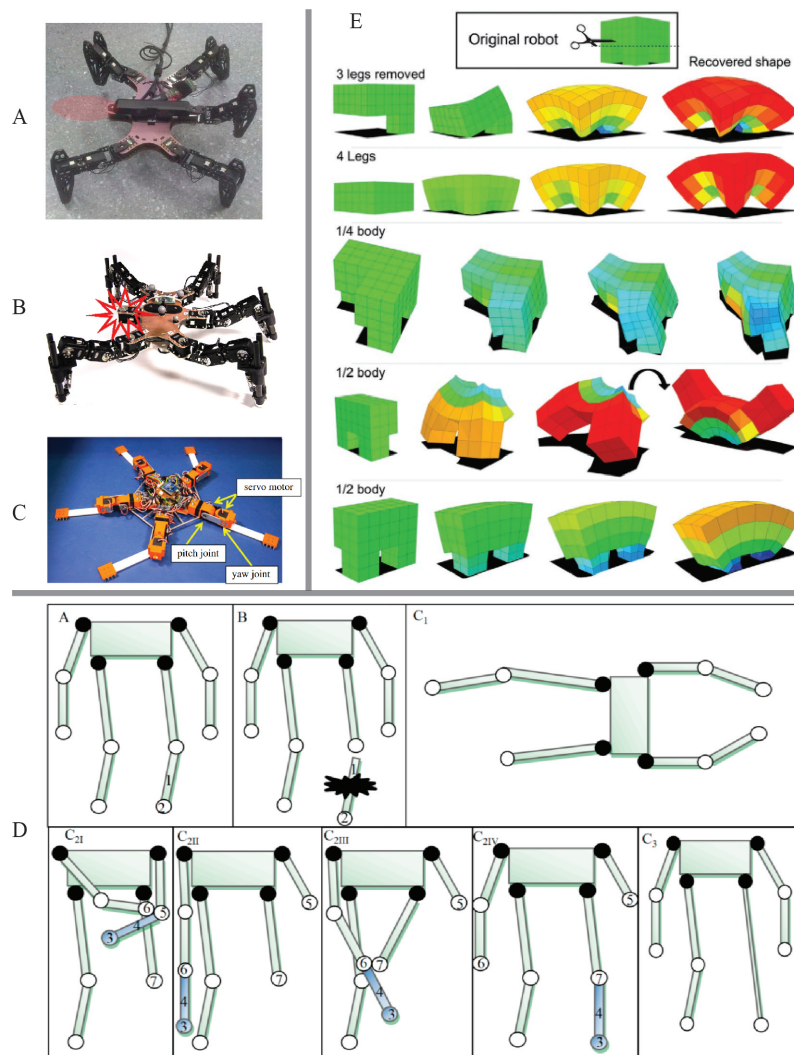 A
B
C
servo motor
pitch joint
yaw joint
E
Original robot
3 legs removed
Recovered shape
4 Legs
1/4 body
1/2 body
1/2 body
D
A
1
2
B
1
2
C1
C2I
6
5
4
3
7
C2II
5
6
7
4
3
C2III
5
6
7
4
3
C2IV
5
6
7
4
3
C3